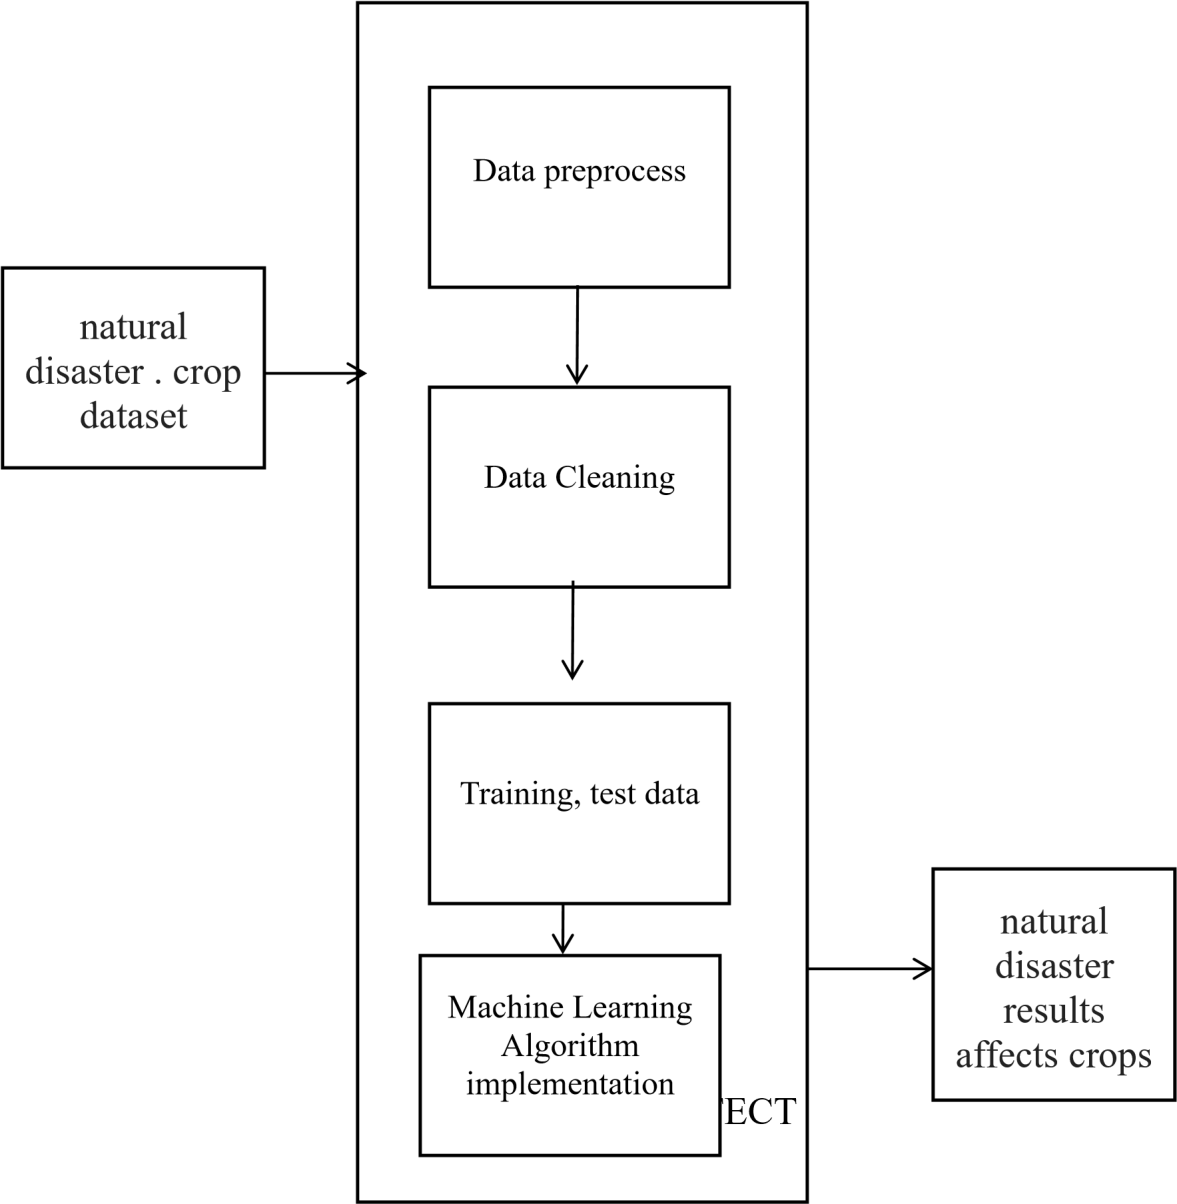 Data preprocess
natural
disaster . crop
dataset
Data Cleaning
Training, test data
Machine Learning
Algorithm
implementation
ECT
natural
disaster
results
affects crops